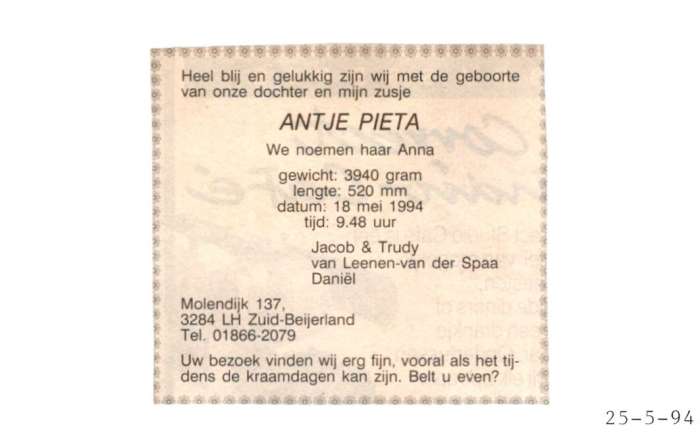 Heel blij en gelukkig zijn wij met de geboorte
van onze dochter en mijn zusje
ANTJE PIETA
We noemen haar Anna
gewicht: 3940 gram
lengte: 520 mm
datum: 18 mei 1994
tijd: 9.48 uur
Jacob & Trudy
van Leenen-van der Spaa
Daniël
Molendijk 137,
3284 LH Zuid-Beijerland
Tel. 01866-2079
Uw bezoek vinden wij erg fijn, vooral als het tij-
dens de kraamdagen kan zijn. Belt u even?
25-5-94